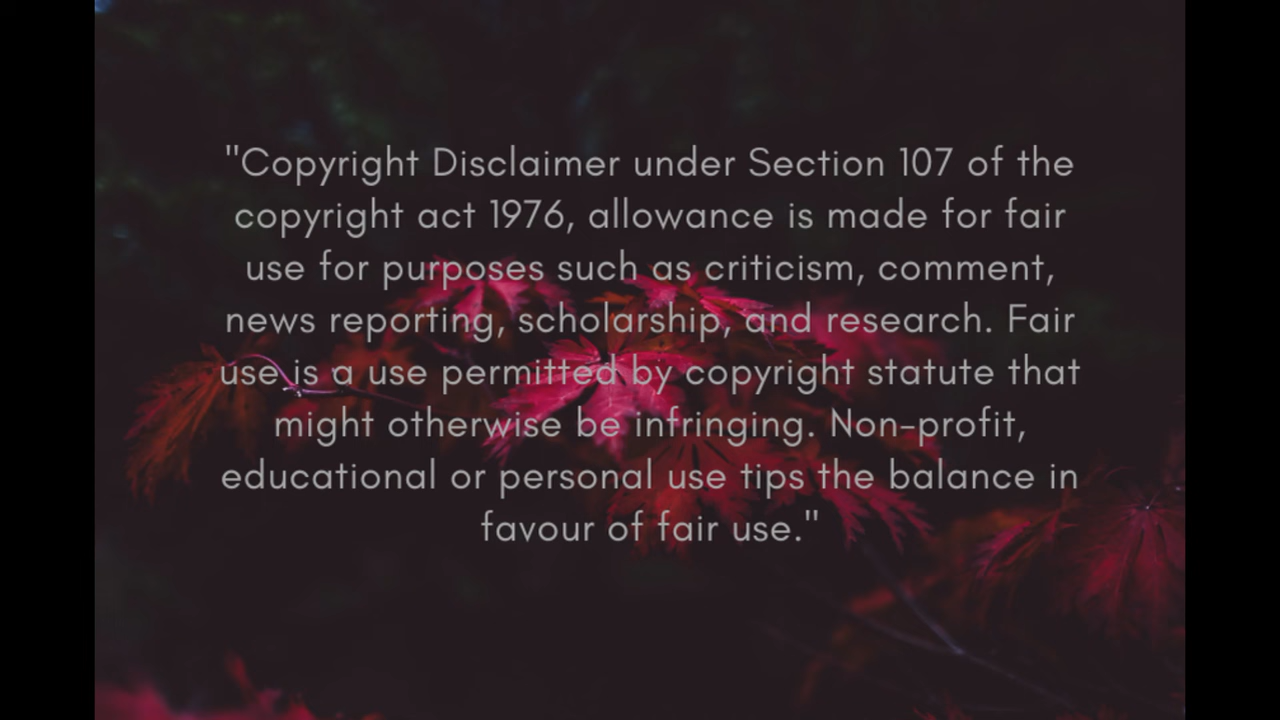 "Copyright Disclaimer under Section 107 of the
copyright act 1976, allowance is made for fair
use for purposes such as criticism, comment,
news reporting, scholarship, and research. Fair
use is a use permitted by copyright statute that
might otherwise be infringing. Non-profit,
educational or personal use tips the balance in
favour of fair use."